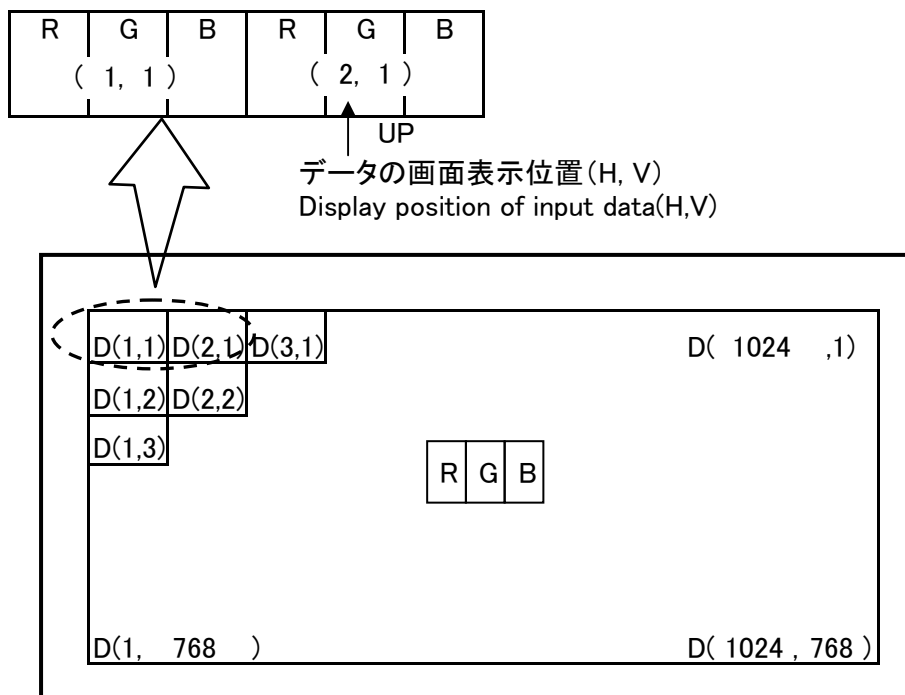 R G B R G B
( 1, 1 ) ( 2, 1 )
UP
データの画面表示位置(H, V)
Display position of input data(H,V)
D(1,1) D(2,1) D(3,1) D( 1024 ,1)
D(1,2) D(2,2)
D(1,3)
R G B
D(1, 768 ) D( 1024 , 768 )